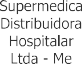 Supermedica
Distribuidora
Hospitalar
Ltda - Me